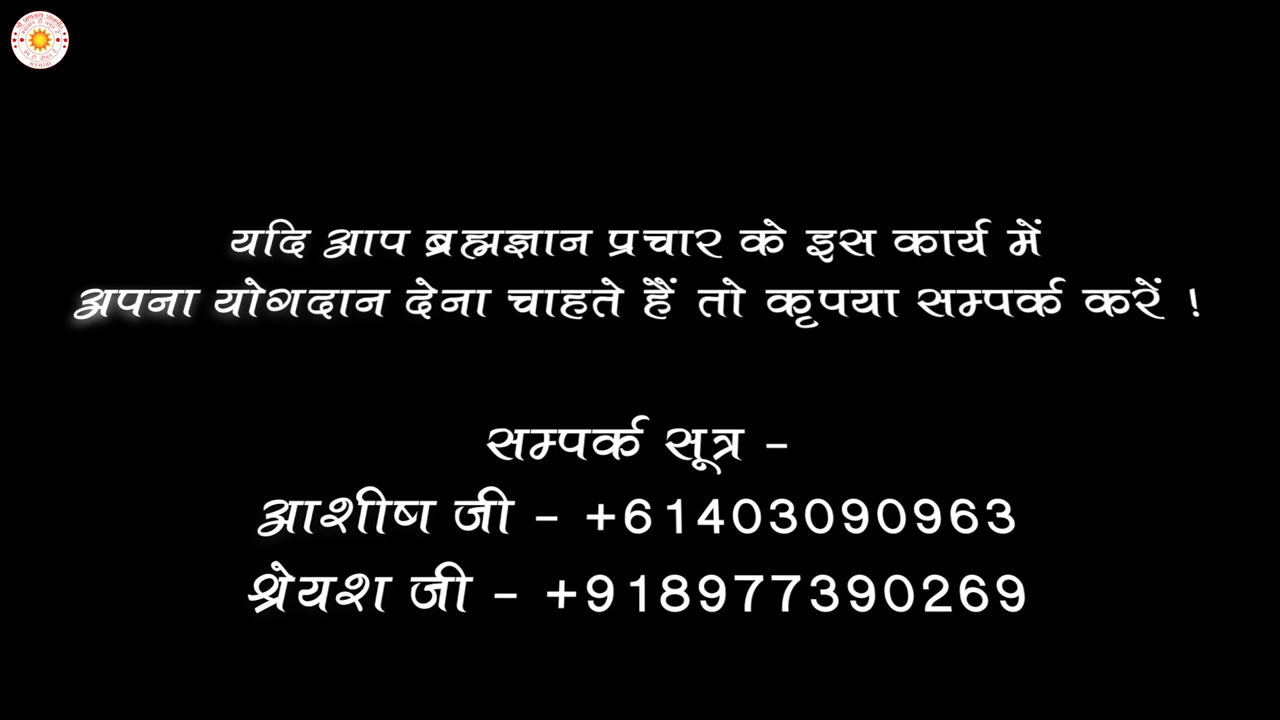 यदि आप ब्रह्मज्ञान प्रचार के इस कार्य में
अपना योगदान देना चाहते हैं तो कृपया सम्पर्क करें !
सम्पर्क सूत्र -
आशीष जी - +61403090963
श्रेयश जी - +918977390269